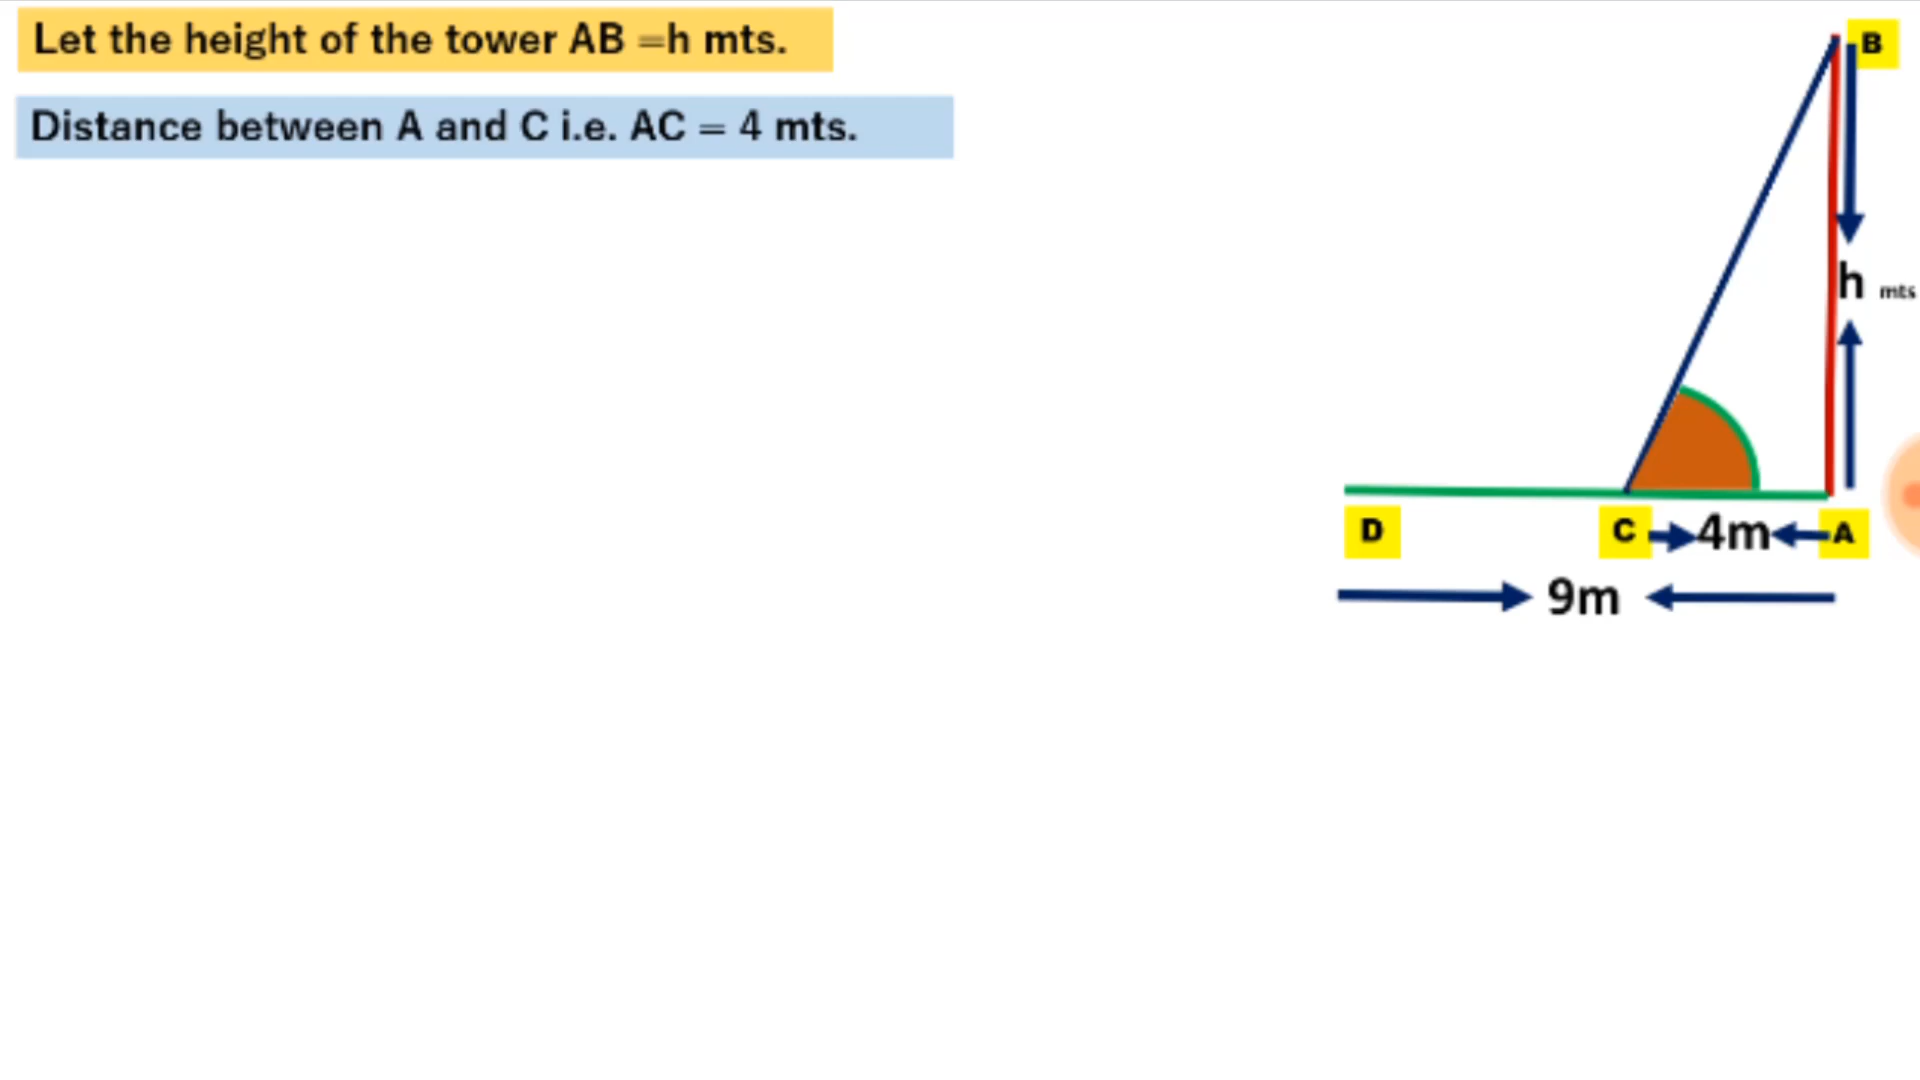 Let the height of the tower AB =h mts.
Distance between A and C i.e. AC = 4 mts.
B
h mts
D C 4m A
9m